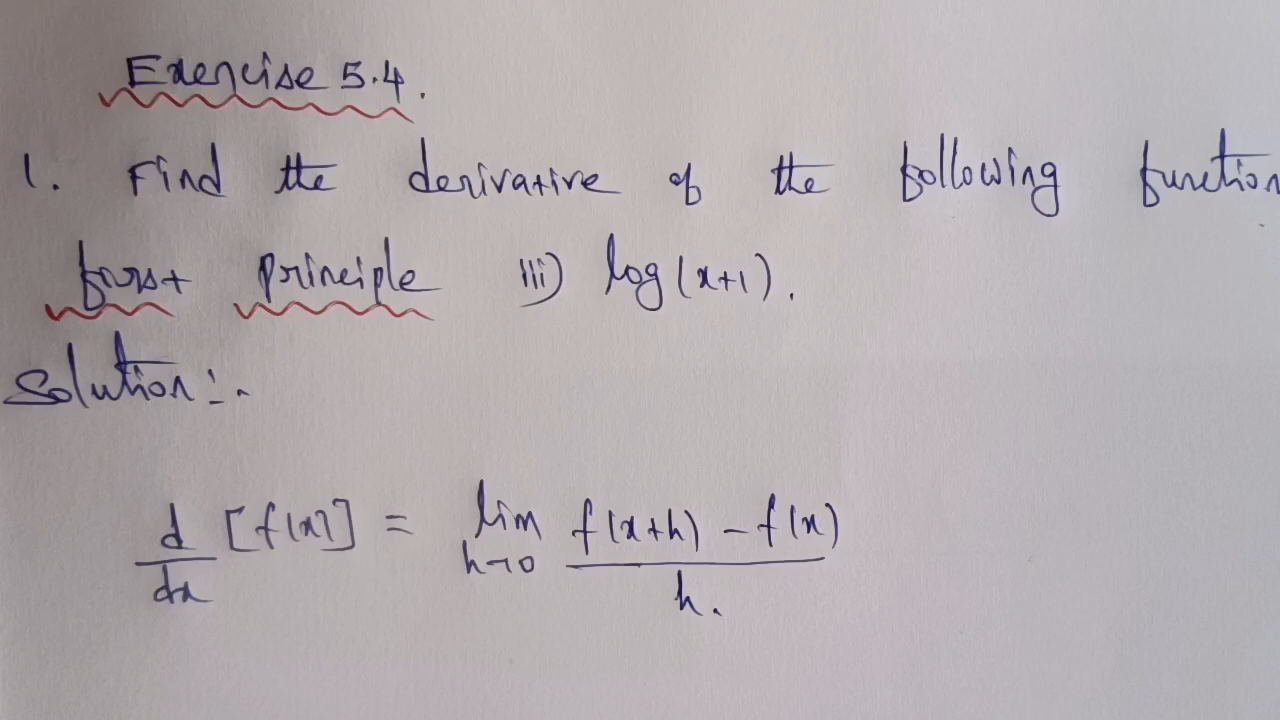 Exercise 5.4.
1. Find the derivative of the following function
first principle iii) log(x+1).
Solution:-
d/dx [f(x)] = lim h→0 f(x+h) - f(x) / h.